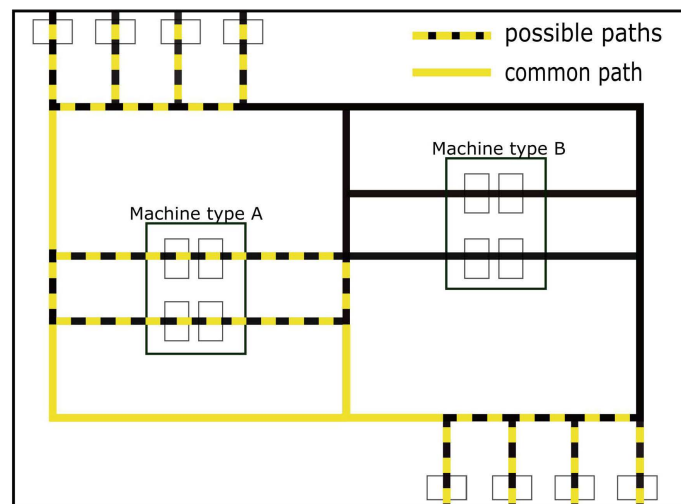 possible paths
common path
Machine type B
Machine type A